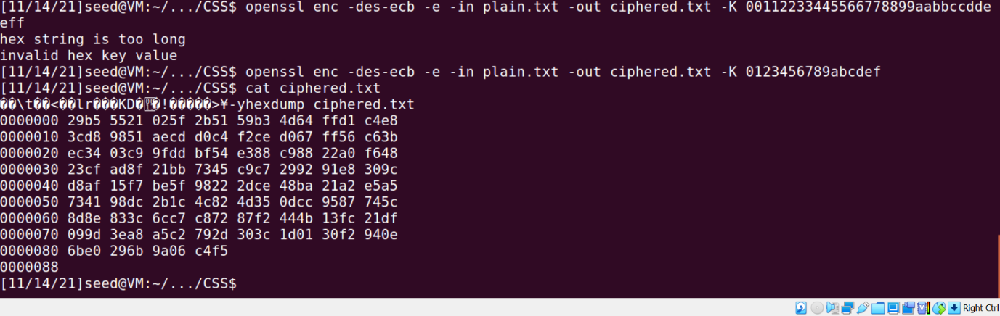 [11/14/21]seed@VM:~/.../CSS$ openssl enc -des-ecb -e -in plain.txt -out ciphered.txt -K 00112233445566778899aabbccdde
eff
hex string is too long
invalid hex key value
[11/14/21]seed@VM:~/.../CSS$ openssl enc -des-ecb -e -in plain.txt -out ciphered.txt -K 0123456789abcdef
[11/14/21]seed@VM:~/.../CSS$ cat ciphered.txt
��\t��<��lr���KD��!�����>¥-yhexdump ciphered.txt
0000000 29b5 5521 025f 2b51 59b3 4d64 ffd1 c4e8
0000010 3cd8 9851 aecd d0c4 f2ce d067 ff56 c63b
0000020 ec34 03c9 9fdd bf54 e388 c988 22a0 f648
0000030 23cf ad8f 21bb 7345 c9c7 2992 91e8 309c
0000040 d8af 15f7 be5f 9822 2dce 48ba 21a2 e5a5
0000050 7341 98dc 2b1c 4c82 4d35 0dcc 9587 745c
0000060 8d8e 833c 6cc7 c872 87f2 444b 13fc 21df
0000070 099d 3ea8 a5c2 792d 303c 1d01 30f2 940e
0000080 6be0 296b 9a06 c4f5
0000088
[11/14/21]seed@VM:~/.../CSS$
Right Ctrl